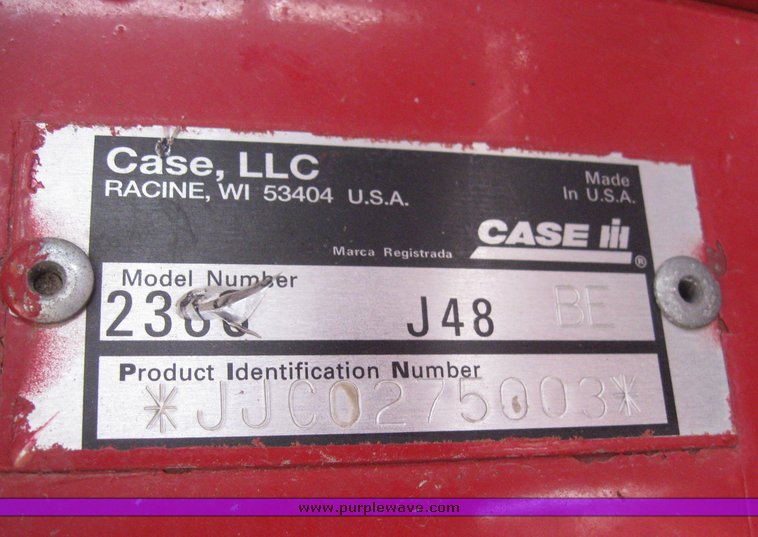 Case, LLC
RACINE, WI 53404 U.S.A.
Made
In U.S.A.
CASE IH
®
Marca Registrada
Model Number
J48 BE
Product Identification Number
*JJC0275003*
www.purplewave.com